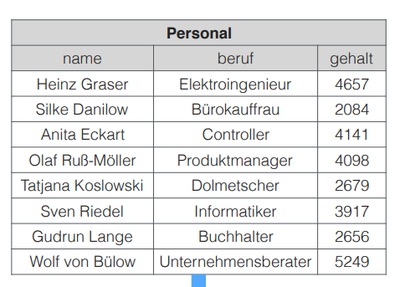 Personal
name beruf gehalt
Heinz Graser Elektroingenieur 4657
Silke Danilow Bürokauffrau 2084
Anita Eckart Controller 4141
Olaf Ruß-Möller Produktmanager 4098
Tatjana Koslowski Dolmetscher 2679
Sven Riedel Informatiker 3917
Gudrun Lange Buchhalter 2656
Wolf von Bülow Unternehmensberater 5249